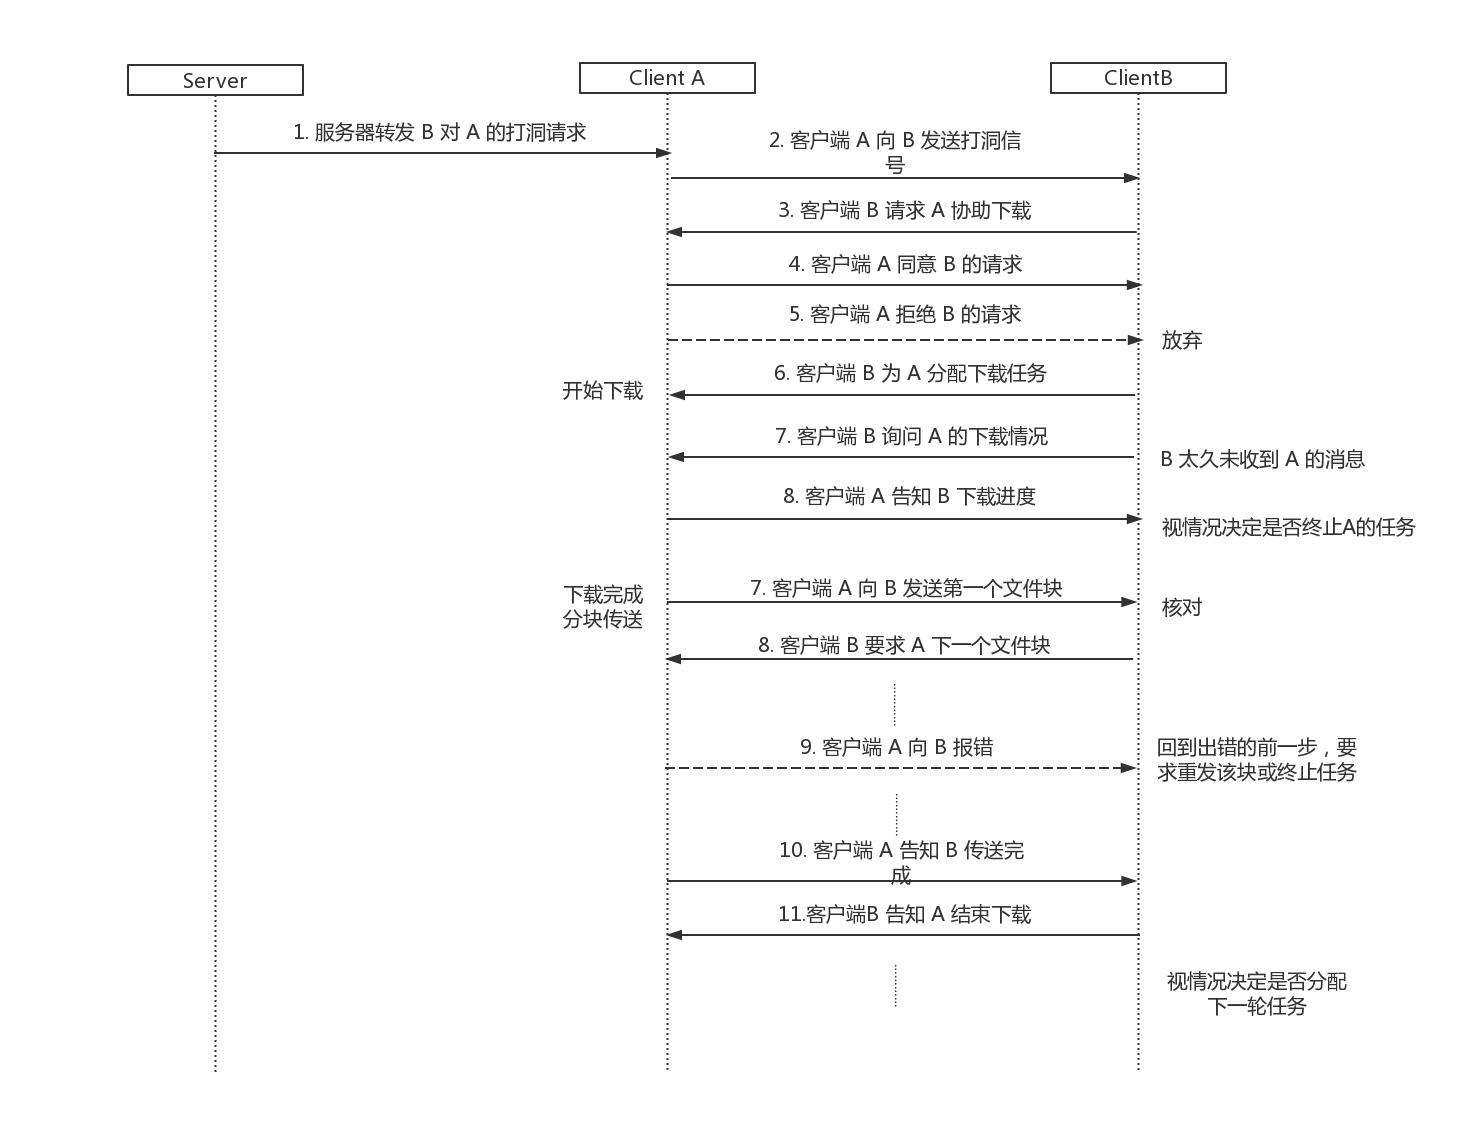 Server
Client A
ClientB
1. 服务器转发 B 对 A 的打洞请求
2. 客户端 A 向 B 发送打洞信
号
3. 客户端 B 请求 A 协助下载
4. 客户端 A 同意 B 的请求
5. 客户端 A 拒绝 B 的请求
放弃
6. 客户端 B 为 A 分配下载任务
开始下载
7. 客户端 B 询问 A 的下载情况
B 太久未收到 A 的消息
8. 客户端 A 告知 B 下载进度
视情况决定是否终止A的任务
下载完成
分块传送
7. 客户端 A 向 B 发送第一个文件块
核对
8. 客户端 B 要求 A 下一个文件块
9. 客户端 A 向 B 报错
回到出错的前一步，要
求重发该块或终止任务
10. 客户端 A 告知 B 传送完
成
11.客户端B 告知 A 结束下载
视情况决定是否分配
下一轮任务